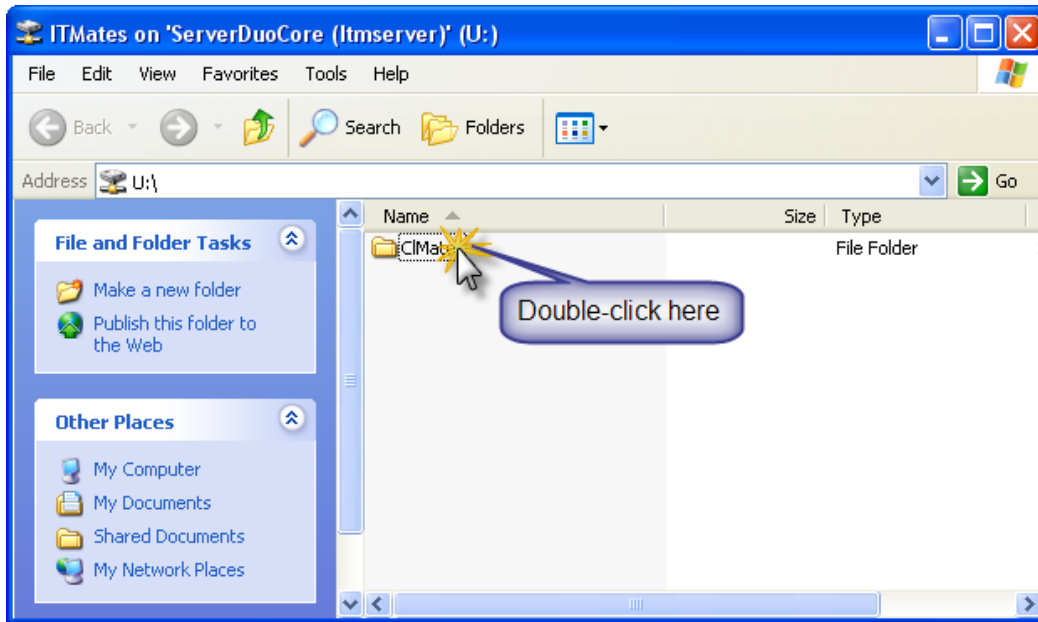 ITMates on 'ServerDuoCore (Itmserver)' (U:)
File Edit View Favorites Tools Help
Back Search Folders
Address U:\ Go
Name Size Type
File and Folder Tasks
File Folder
Make a new folder
Publish this folder to
the Web
Double-click here
Other Places
My Computer
My Documents
Shared Documents
My Network Places